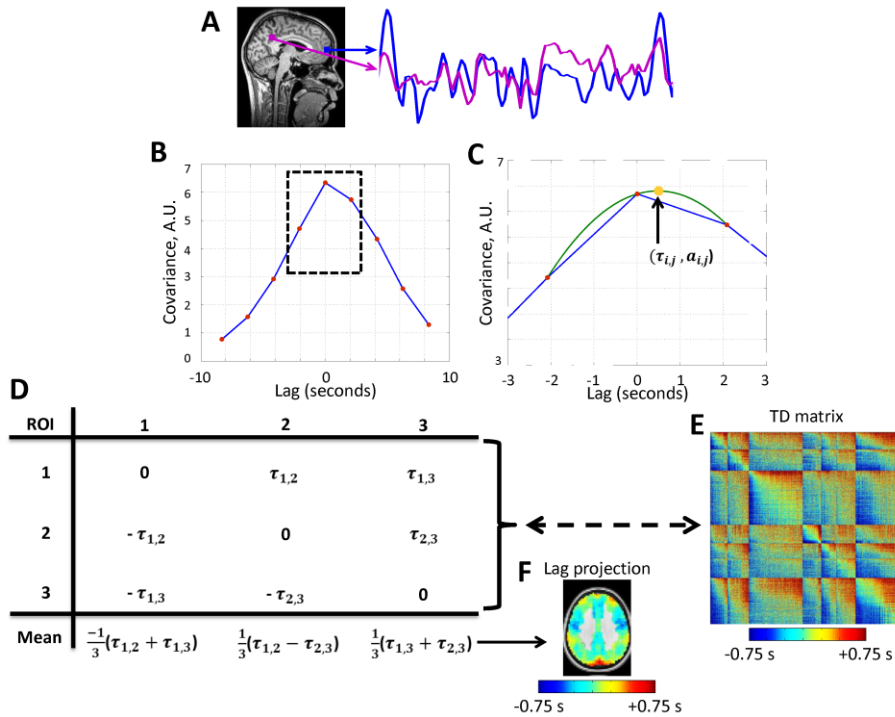 A
B
Covariance, A.U.
7
6
5
4
3
2
1
0
-10
0
10
Lag (seconds)
C
Covariance, A.U.
7
3
(τi,j , ai,j)
-3
-2
-1
0
1
2
3
Lag (seconds)
D
ROI 1 2 3
1 0 τ1,2 τ1,3
2 -τ1,2 0 τ2,3
3 -τ1,3 -τ2,3 0
Mean -1/3(τ1,2 + τ1,3) 1/3(τ1,2 − τ2,3) 1/3(τ1,3 + τ2,3)
E
TD matrix
-0.75 s
+0.75 s
F
Lag projection
-0.75 s
+0.75 s